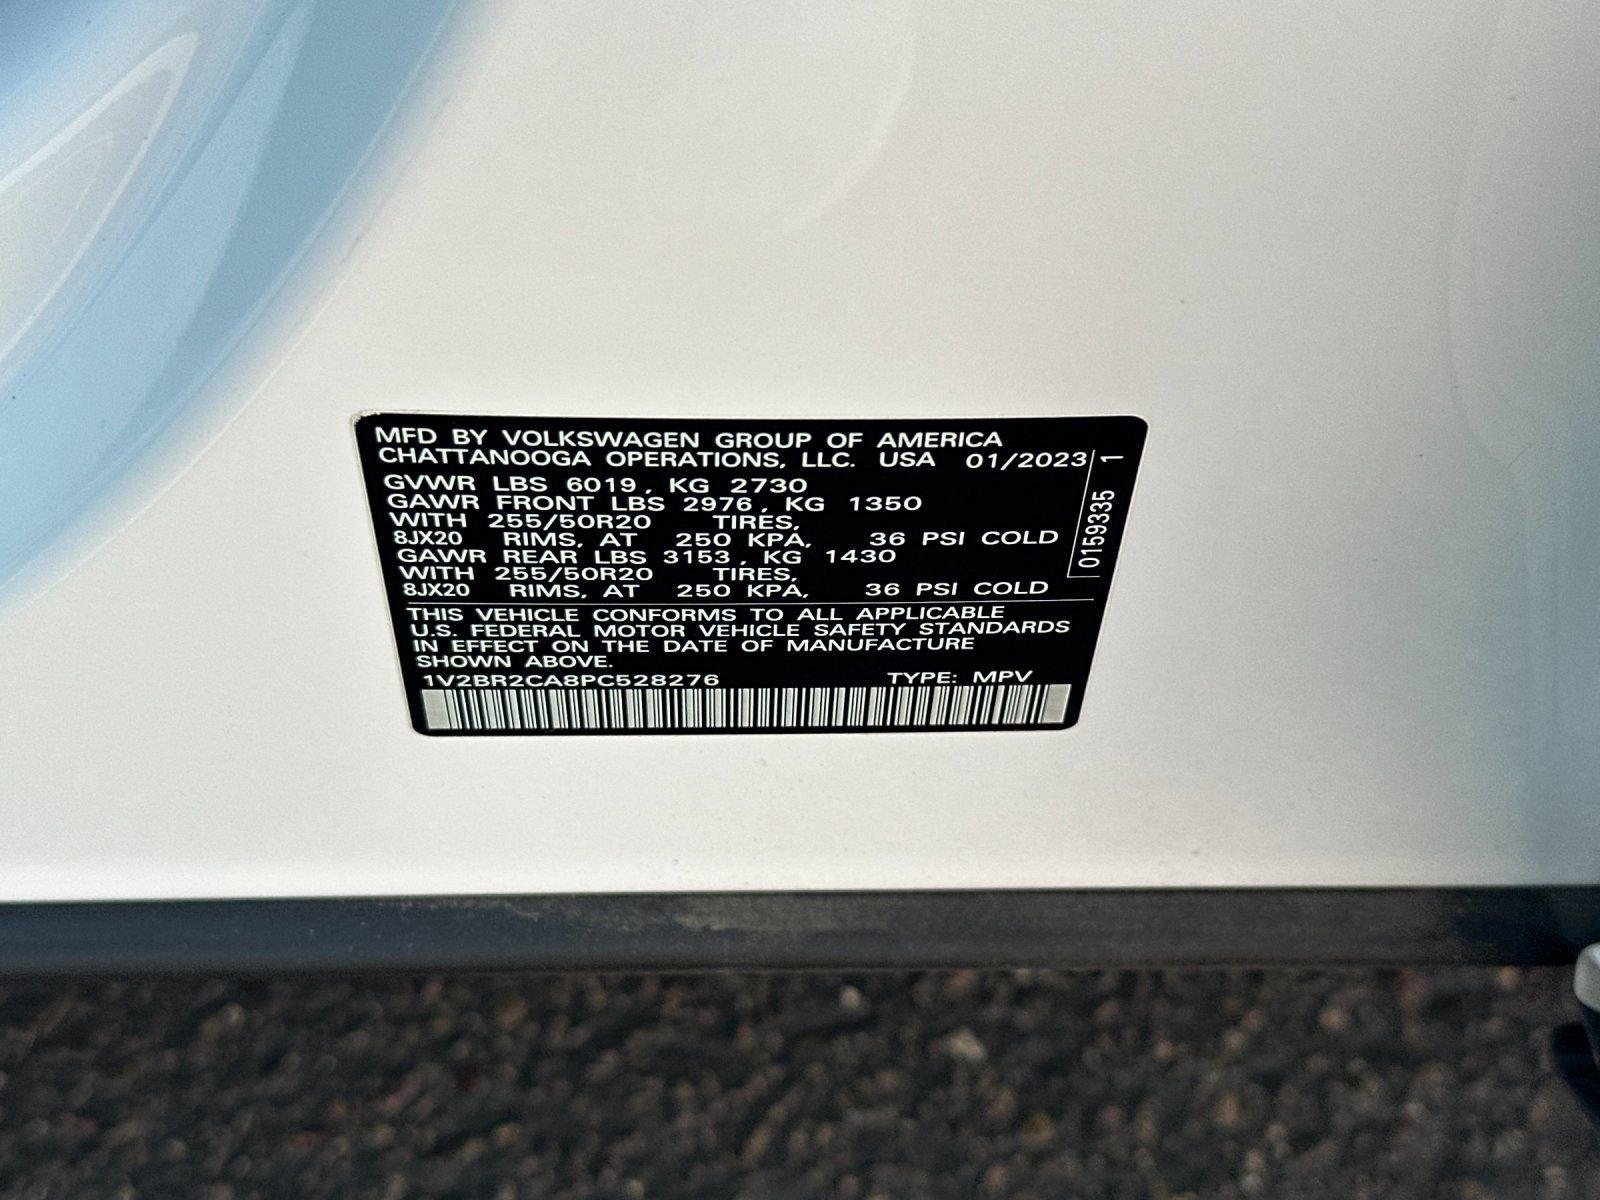 MFD BY VOLKSWAGEN GROUP OF AMERICA
CHATTANOOGA OPERATIONS, LLC. USA 01/2023
GVWR LBS 6019, KG 2730
GAWR FRONT LBS 2976, KG 1350
WITH 255/50R20 TIRES,
8JX20 RIMS, AT 250 KPA, 36 PSI COLD
GAWR REAR LBS 3153, KG 1430
WITH 255/50R20 TIRES,
8JX20 RIMS, AT 250 KPA, 36 PSI COLD
THIS VEHICLE CONFORMS TO ALL APPLICABLE
U.S. FEDERAL MOTOR VEHICLE SAFETY STANDARDS
IN EFFECT ON THE DATE OF MANUFACTURE
SHOWN ABOVE.
1V2BR2CA8PC528276 TYPE: MPV
0159335 1